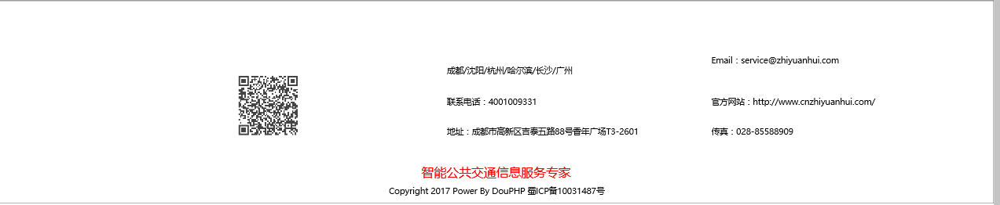 Email：service@zhiyuanhui.com
成都/沈阳/杭州/哈尔滨/长沙/广州
联系电话：4001009331
官方网站：http://www.cnzhiyuanhui.com/
地址：成都市高新区吉泰五路88号香年广场T3-2601
传真：028-85588909
智能公共交通信息服务专家
Copyright 2017 Power By DouPHP 蜀ICP备10031487号